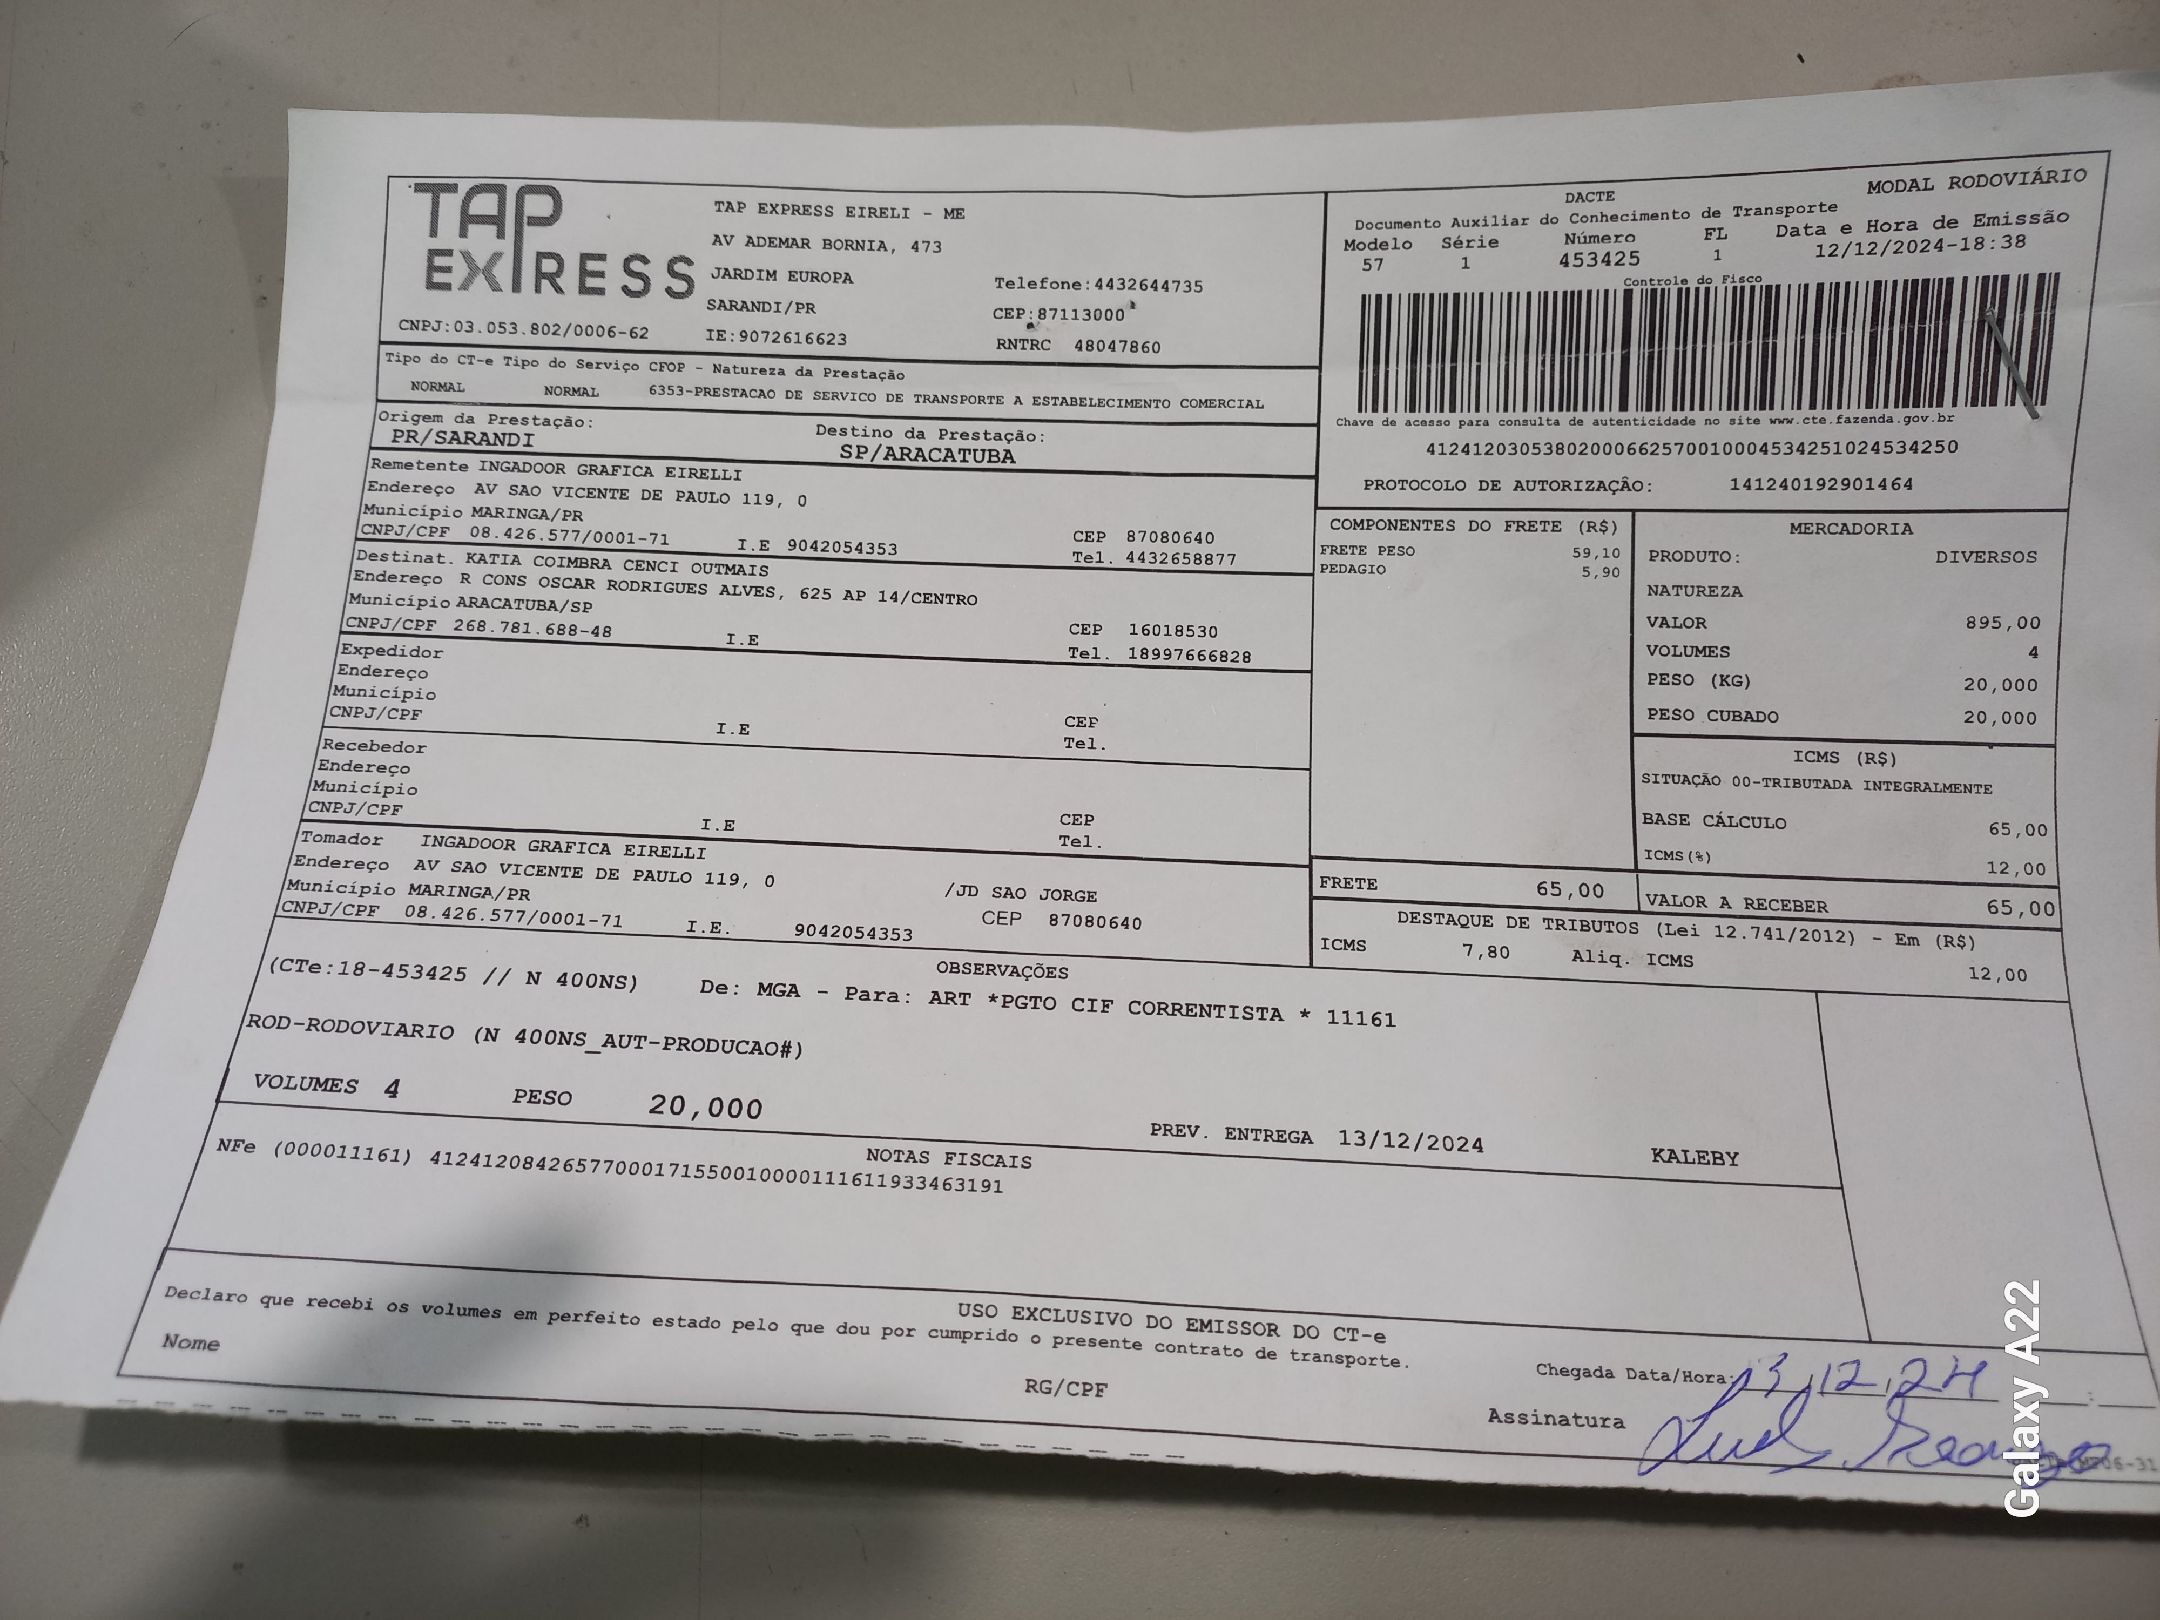 TAP
EXPRESS
TAP EXPRESS EIRELI - ME
AV ADEMAR BORNIA, 473
JARDIM EUROPA
Telefone:4432644735
SARANDI/PR
CEP:87113000
CNPJ:03.053.802/0006-62
IE:9072616623
RNTRC 48047860
DACTE
MODAL RODOVIÁRIO
Documento Auxiliar do Conhecimento de Transporte
Modelo Série Número FL Data e Hora de Emissão
57 1 453425 1 12/12/2024-18:38
Controle do Fisco
Chave de acesso para consulta de autenticidade no site www.cte.fazenda.gov.br
41241203053802000662570010004534251024534250
PROTOCOLO DE AUTORIZAÇÃO: 141240192901464
Tipo do CT-e Tipo do Serviço CFOP - Natureza da Prestação
NORMAL NORMAL 6353-PRESTACAO DE SERVICO DE TRANSPORTE A ESTABELECIMENTO COMERCIAL
Origem da Prestação: Destino da Prestação:
PR/SARANDI SP/ARACATUBA
Remetente INGADOOR GRAFICA EIRELLI
Endereço AV SAO VICENTE DE PAULO 119, 0
Município MARINGA/PR CEP 87080640
CNPJ/CPF 08.426.577/0001-71 I.E 9042054353 Tel. 4432658877
Destinat. KATIA COIMBRA CENCI OUTMAIS
Endereço R CONS OSCAR RODRIGUES ALVES, 625 AP 14/CENTRO
Município ARACATUBA/SP CEP 16018530
CNPJ/CPF 268.781.688-48 I.E Tel. 18997666828
Expedidor
Endereço
Município CEP
CNPJ/CPF I.E Tel.
Recebedor
Endereço
Município CEP
CNPJ/CPF I.E Tel.
Tomador INGADOOR GRAFICA EIRELLI
Endereço AV SAO VICENTE DE PAULO 119, 0 /JD SAO JORGE
Município MARINGA/PR CEP 87080640
CNPJ/CPF 08.426.577/0001-71 I.E. 9042054353
COMPONENTES DO FRETE (R$)
FRETE PESO 59,10
PEDAGIO 5,90
MERCADORIA
PRODUTO: DIVERSOS
NATUREZA
VALOR 895,00
VOLUMES 4
PESO (KG) 20,000
PESO CUBADO 20,000
ICMS (R$)
SITUAÇÃO 00-TRIBUTADA INTEGRALMENTE
BASE CÁLCULO 65,00
ICMS(%) 12,00
FRETE 65,00 VALOR A RECEBER 65,00
DESTAQUE DE TRIBUTOS (Lei 12.741/2012) - Em (R$)
ICMS 7,80 Aliq. ICMS 12,00
OBSERVAÇÕES
(CTe:18-453425 // N 400NS) De: MGA - Para: ART *PGTO CIF CORRENTISTA * 11161
ROD-RODOVIARIO (N 400NS_AUT-PRODUCAO#)
VOLUMES 4 PESO 20,000
PREV. ENTREGA 13/12/2024 KALEBY
NOTAS FISCAIS
NFe (000011161) 41241208426577000171550010000111611933463191
USO EXCLUSIVO DO EMISSOR DO CT-e
Declaro que recebi os volumes em perfeito estado pelo que dou por cumprido o presente contrato de transporte.
Nome RG/CPF
Chegada Data/Hora: 13,12,24
Assinatura
Galaxy A22